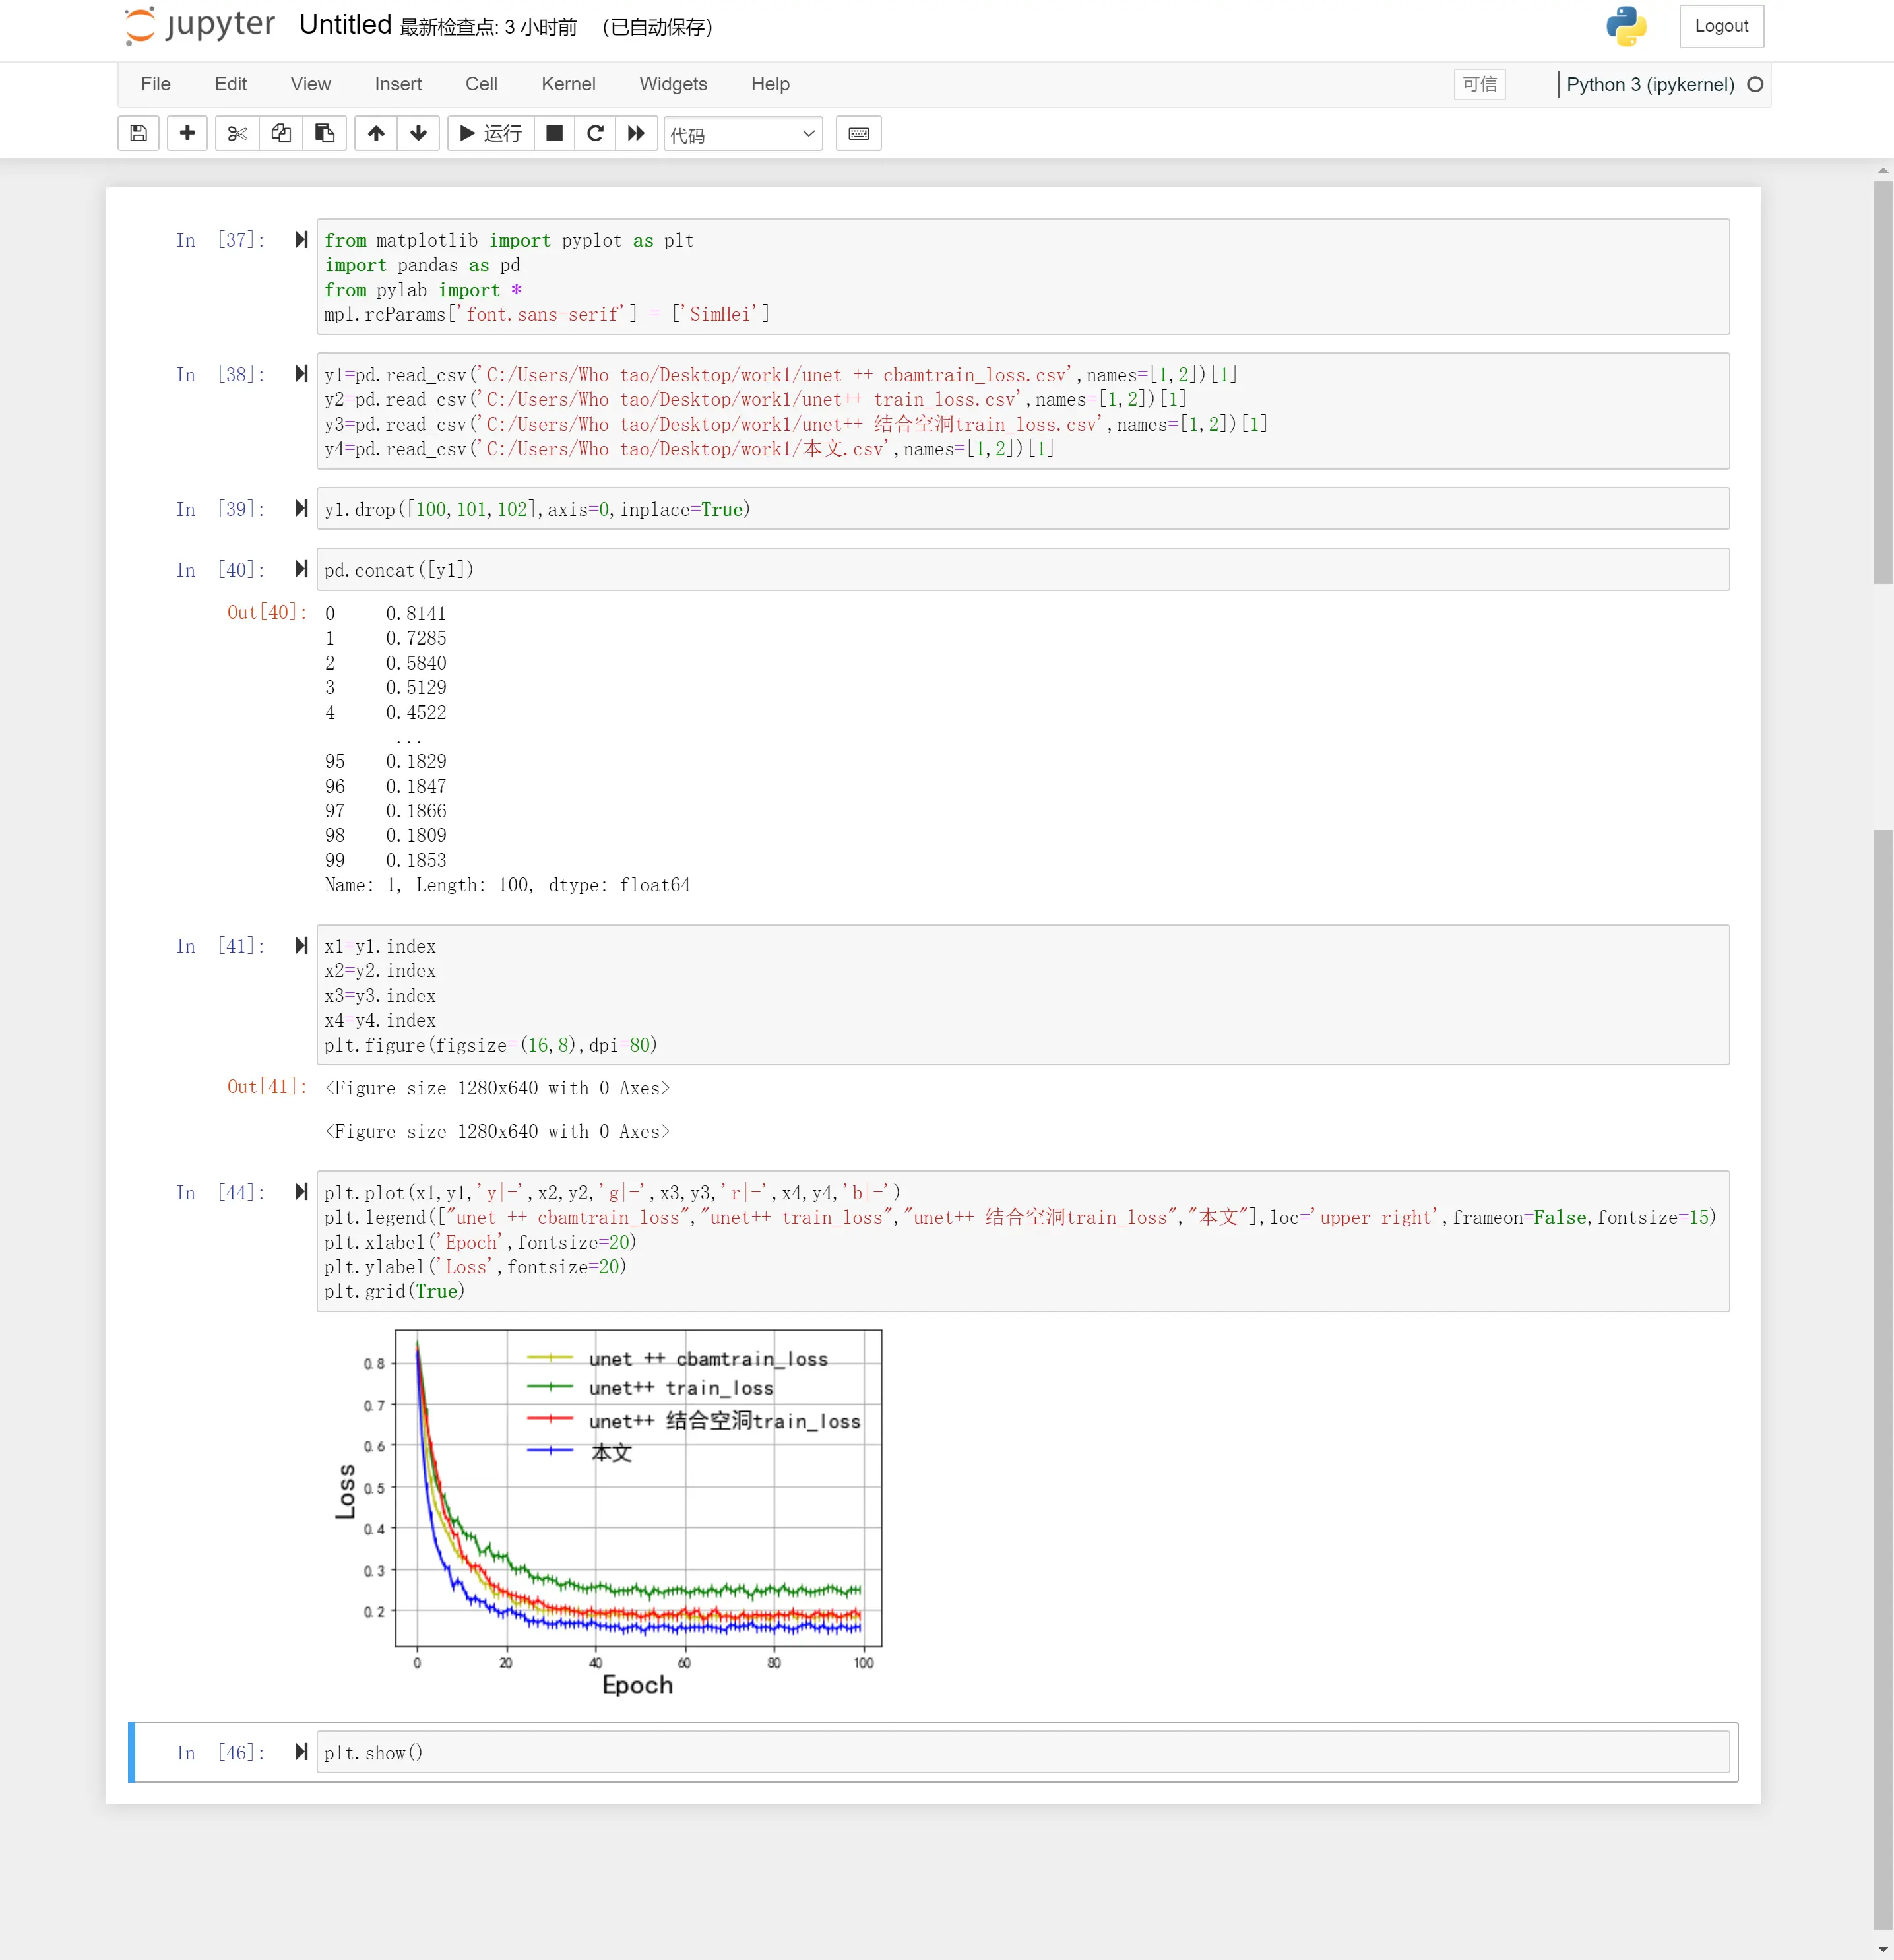 jupyter Untitled 最新检查点: 3 小时前 (已自动保存) Logout
File Edit View Insert Cell Kernel Widgets Help 可信 Python 3 (ipykernel)
运行 代码
In [37]: from matplotlib import pyplot as plt
import pandas as pd
from pylab import *
mpl.rcParams['font.sans-serif'] = ['SimHei']
In [38]: y1=pd.read_csv('C:/Users/Who tao/Desktop/work1/unet ++ cbamtrain_loss.csv',names=[1,2])[1]
y2=pd.read_csv('C:/Users/Who tao/Desktop/work1/unet++ train_loss.csv',names=[1,2])[1]
y3=pd.read_csv('C:/Users/Who tao/Desktop/work1/unet++ 结合空洞train_loss.csv',names=[1,2])[1]
y4=pd.read_csv('C:/Users/Who tao/Desktop/work1/本文.csv',names=[1,2])[1]
In [39]: y1.drop([100,101,102],axis=0,inplace=True)
In [40]: pd.concat([y1])
Out[40]: 0 0.8141
1 0.7285
2 0.5840
3 0.5129
4 0.4522
...
95 0.1829
96 0.1847
97 0.1866
98 0.1809
99 0.1853
Name: 1, Length: 100, dtype: float64
In [41]: x1=y1.index
x2=y2.index
x3=y3.index
x4=y4.index
plt.figure(figsize=(16,8),dpi=80)
Out[41]: <Figure size 1280x640 with 0 Axes>
<Figure size 1280x640 with 0 Axes>
In [44]: plt.plot(x1,y1,'y|-',x2,y2,'g|-',x3,y3,'r|-',x4,y4,'b|-')
plt.legend(["unet ++ cbamtrain_loss","unet++ train_loss","unet++ 结合空洞train_loss","本文"],loc='upper right',frameon=False,fontsize=15)
plt.xlabel('Epoch',fontsize=20)
plt.ylabel('Loss',fontsize=20)
plt.grid(True)
unet ++ cbamtrain_loss
unet++ train_loss
unet++ 结合空洞train_loss
本文
Loss
0.8
0.7
0.6
0.5
0.4
0.3
0.2
0 20 40 60 80 100
Epoch
In [46]: plt.show()